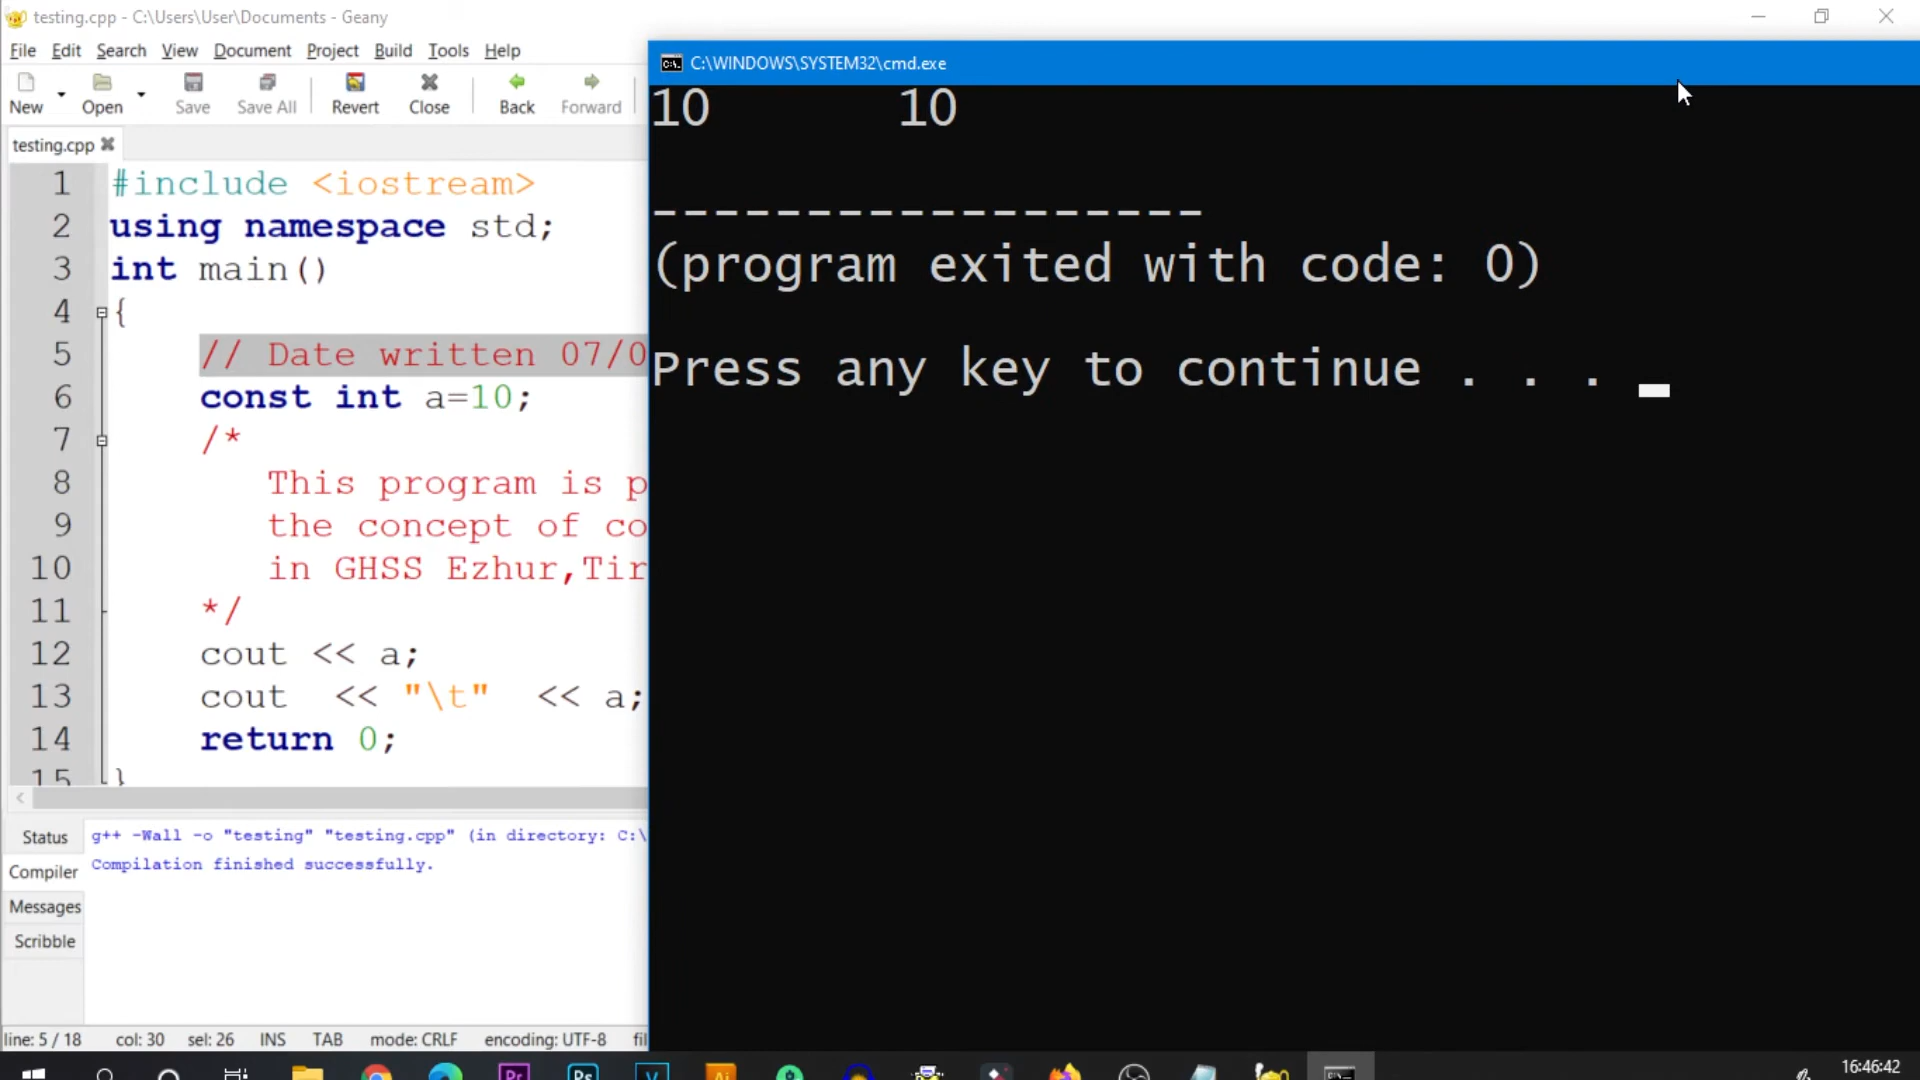 testing.cpp - C:\Users\User\Documents - Geany
File Edit Search View Document Project Build Tools Help
New Open Save Save All Revert Close Back Forward
testing.cpp
1 #include <iostream>
2 using namespace std;
3 int main()
4 {
5 // Date written 07/0
6 const int a=10;
7 /*
8 This program is p
9 the concept of co
10 in GHSS Ezhur,Tir
11 */
12 cout << a;
13 cout  << "\t"  << a;
14 return 0;
15 }
Status
Compiler
Messages
Scribble
g++ -Wall -o "testing" "testing.cpp" (in directory: C:\
Compilation finished successfully.
line: 5 / 18 col: 30 sel: 26 INS TAB mode: CRLF encoding: UTF-8 fil
C:\WINDOWS\SYSTEM32\cmd.exe
10 10
------------------
(program exited with code: 0)
Press any key to continue . . .
Pr Ps V Ai
16:46:42